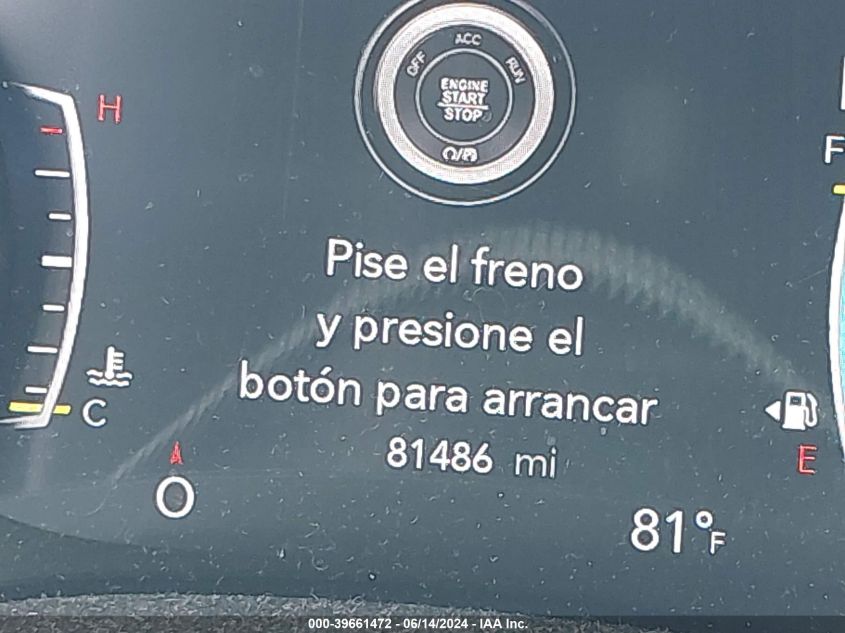 OFF ACC RUN
ENGINE
START
STOP
H
F
Pise el freno
y presione el
botón para arrancar
C
81486 mi
E
O
81°F
000-39661472 - 06/14/2024 - IAA Inc.